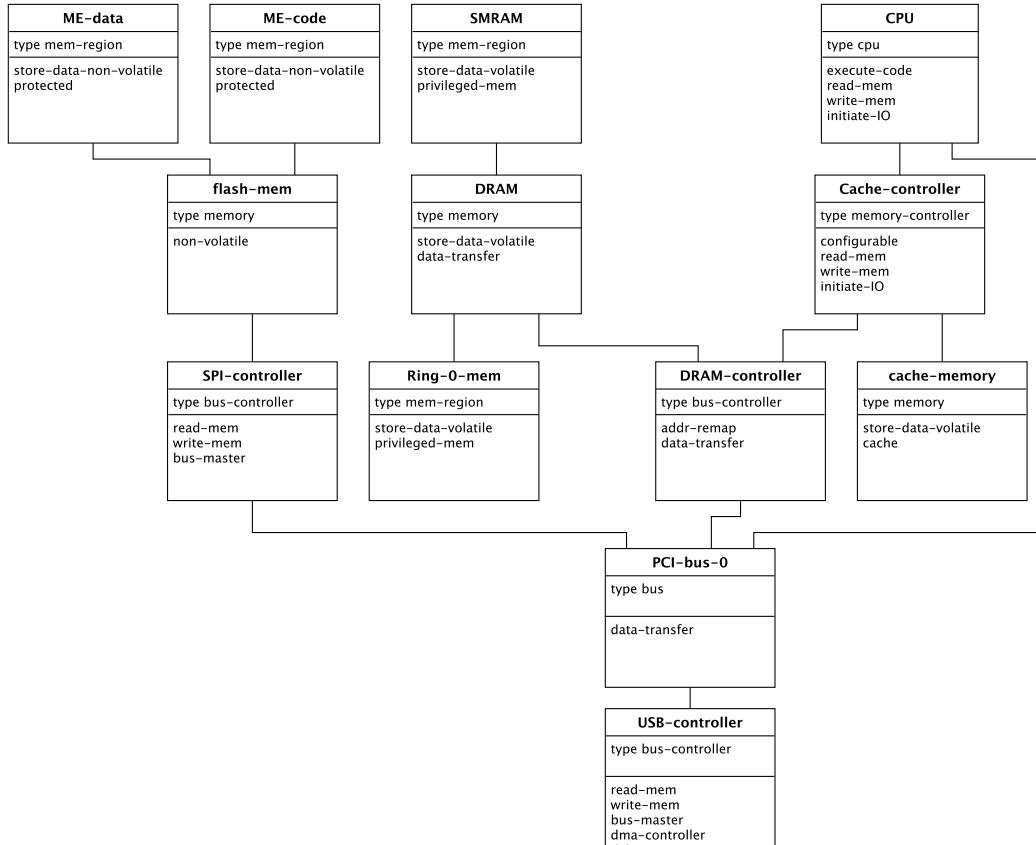 ME-data
type mem-region
store-data-non-volatile
protected
ME-code
type mem-region
store-data-non-volatile
protected
SMRAM
type mem-region
store-data-volatile
privileged-mem
CPU
type cpu
execute-code
read-mem
write-mem
initiate-IO
flash-mem
type memory
non-volatile
DRAM
type memory
store-data-volatile
data-transfer
Cache-controller
type memory-controller
configurable
read-mem
write-mem
initiate-IO
SPI-controller
type bus-controller
read-mem
write-mem
bus-master
Ring-0-mem
type mem-region
store-data-volatile
privileged-mem
DRAM-controller
type bus-controller
addr-remap
data-transfer
cache-memory
type memory
store-data-volatile
cache
PCI-bus-0
type bus
data-transfer
USB-controller
type bus-controller
read-mem
write-mem
bus-master
dma-controller